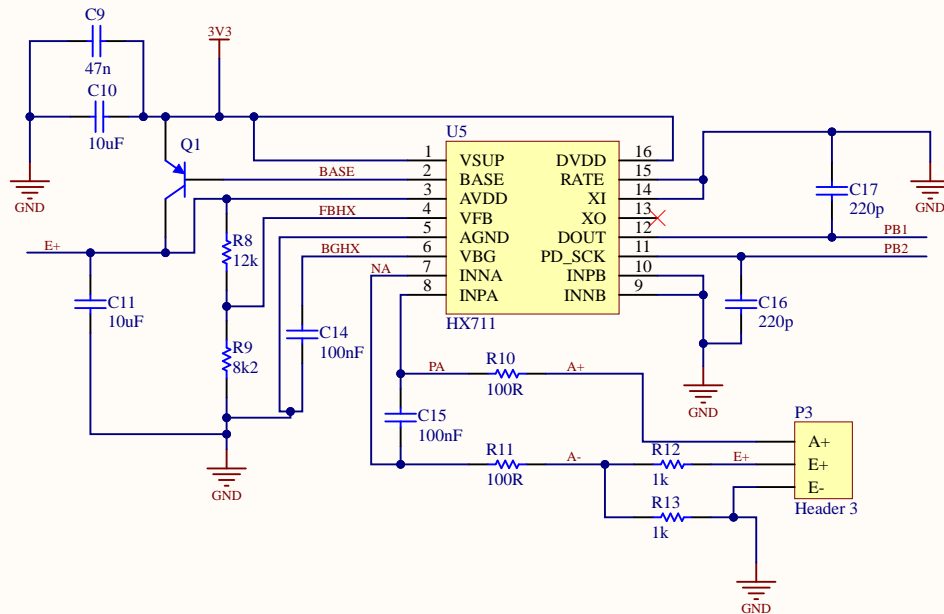 C9
47n
C10
10uF
GND
3V3
Q1
BASE
FBHX
BGHX
NA
E+
C11
10uF
R8
12k
R9
8k2
C14
100nF
GND
U5
1 VSUP DVDD 16
2 BASE RATE 15
3 AVDD XI 14
4 VFB XO 13
5 AGND DOUT 12
6 VBG PD_SCK 11
7 INNA INPB 10
8 INPA INNB 9
HX711
C17
220p
GND
PB1
PB2
C16
220p
GND
PA
R10
100R
A+
C15
100nF
R11
100R
A-
R12
1k
E+
R13
1k
GND
P3
A+
E+
E-
Header 3